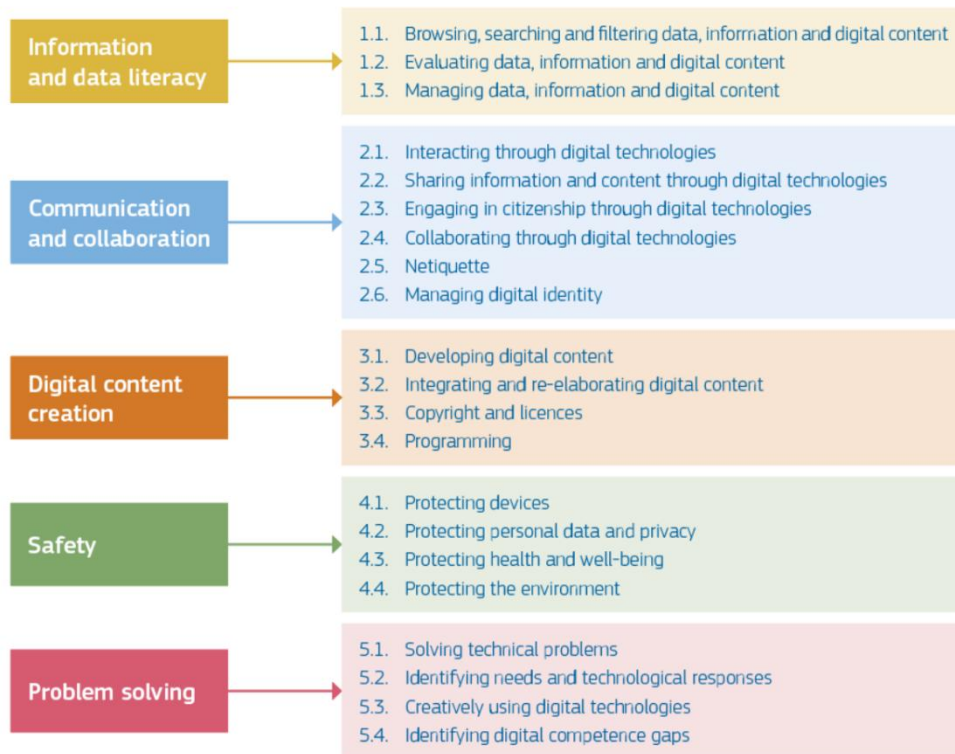 Information
and data literacy
1.1. Browsing, searching and filtering data, information and digital content
1.2. Evaluating data, information and digital content
1.3. Managing data, information and digital content
Communication
and collaboration
2.1. Interacting through digital technologies
2.2. Sharing information and content through digital technologies
2.3. Engaging in citizenship through digital technologies
2.4. Collaborating through digital technologies
2.5. Netiquette
2.6. Managing digital identity
Digital content
creation
3.1. Developing digital content
3.2. Integrating and re-elaborating digital content
3.3. Copyright and licences
3.4. Programming
Safety
4.1. Protecting devices
4.2. Protecting personal data and privacy
4.3. Protecting health and well-being
4.4. Protecting the environment
Problem solving
5.1. Solving technical problems
5.2. Identifying needs and technological responses
5.3. Creatively using digital technologies
5.4. Identifying digital competence gaps